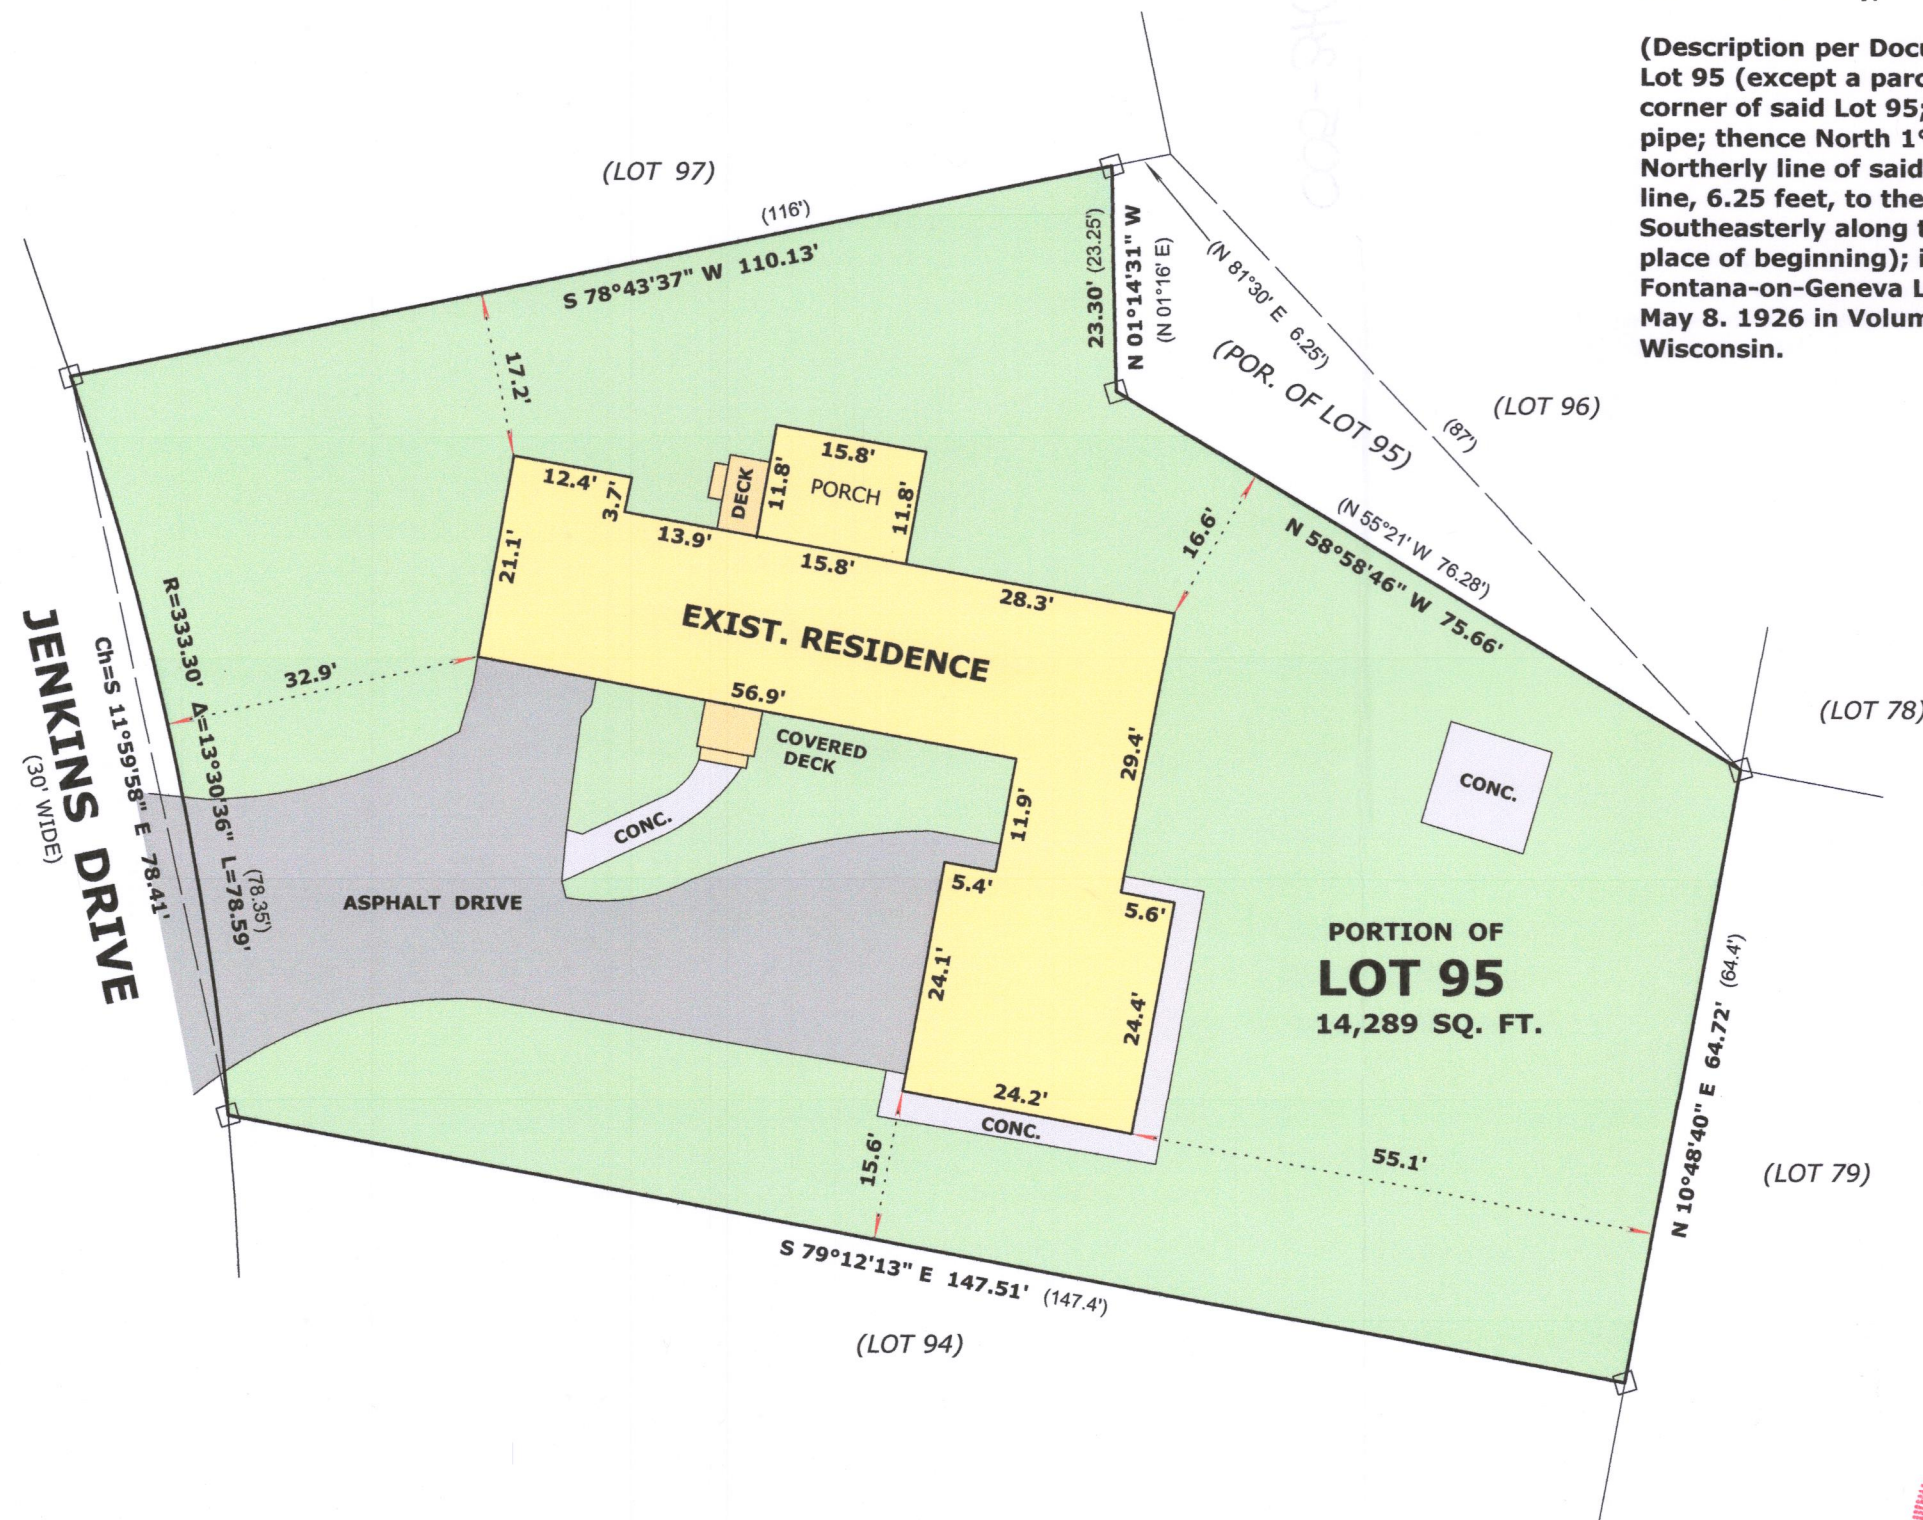 (Description per Docu
Lot 95 (except a parc
corner of said Lot 95;
pipe; thence North 1°
Northerly line of said
line, 6.25 feet, to the
Southeasterly along t
place of beginning); i
Fontana-on-Geneva L
May 8. 1926 in Volum
Wisconsin.
(LOT 97)
(116')
S 78°43'37" W 110.13'
23.30' (23.25')
N 01°14'31" W
(N 01°16' E)
(N 81°30' E 6.25')
(POR. OF LOT 95)
(87')
(LOT 96)
(N 55°21' W 76.28')
N 58°58'46" W 75.66'
17.2'
12.4'
3.7'
13.9'
DECK
11.8'
15.8'
PORCH
11.8'
15.8'
28.3'
16.6'
21.1'
EXIST. RESIDENCE
56.9'
32.9'
COVERED
DECK
CONC.
11.9'
29.4'
5.4'
5.6'
24.1'
24.4'
24.2'
CONC.
15.6'
55.1'
CONC.
ASPHALT DRIVE
R=333.30' Δ=13°30'36" L=78.59'
(78.35')
Ch=S 11°59'58" E 78.41'
JENKINS DRIVE
(30' WIDE)
PORTION OF
LOT 95
14,289 SQ. FT.
(LOT 78)
N 10°48'40" E 64.72' (64.4')
(LOT 79)
S 79°12'13" E 147.51' (147.4')
(LOT 94)